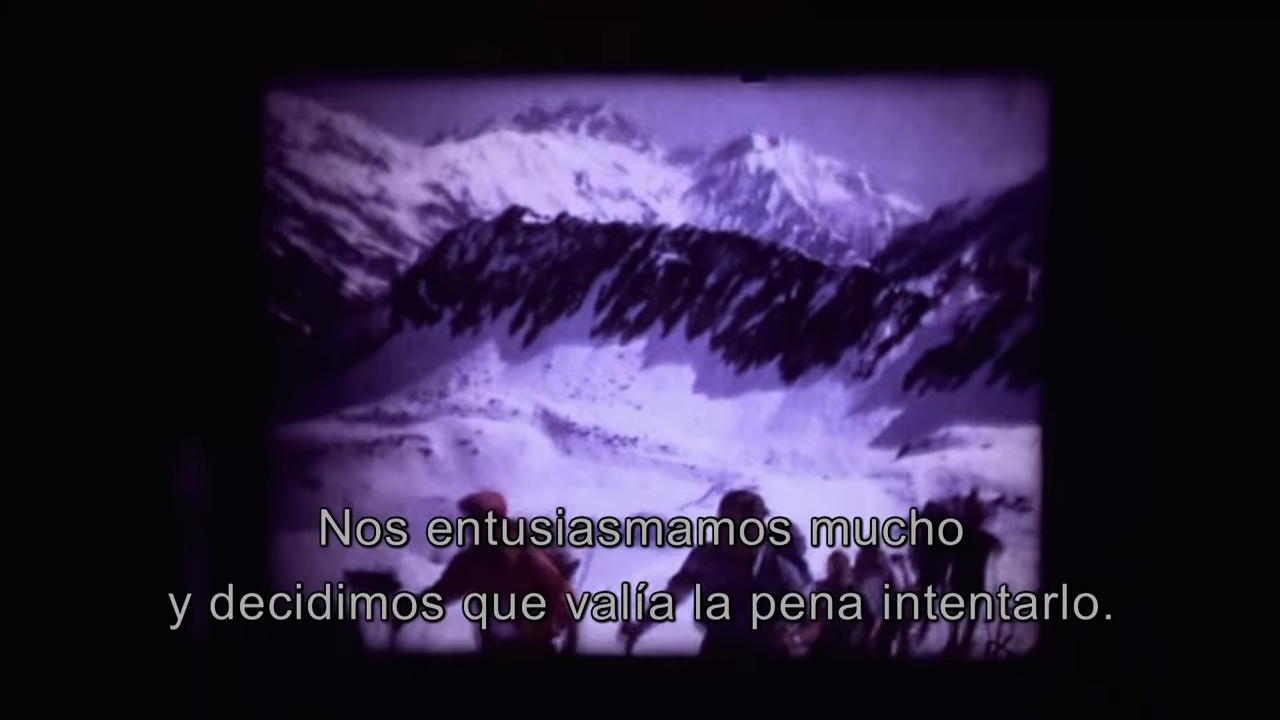 Nos entusiasmamos mucho
y decidimos que valía la pena intentarlo.